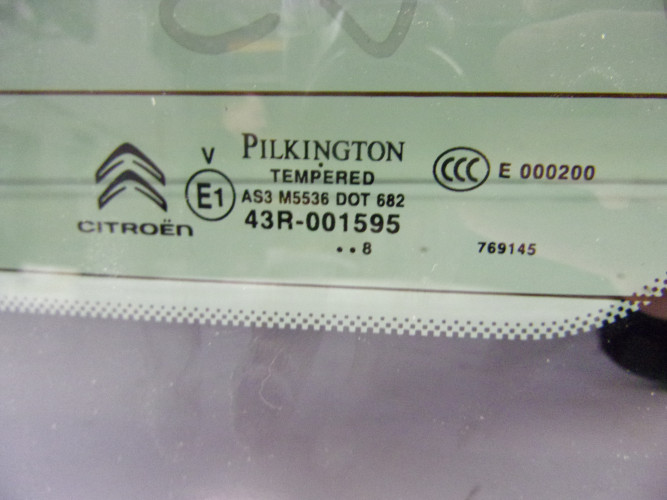 CITROËN
V
E1
PILKINGTON
TEMPERED
AS3 M5536 DOT 682
43R-001595
..8
CCC E 000200
769145